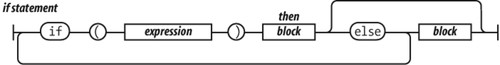 if statement
then
if ( expression ) block else block